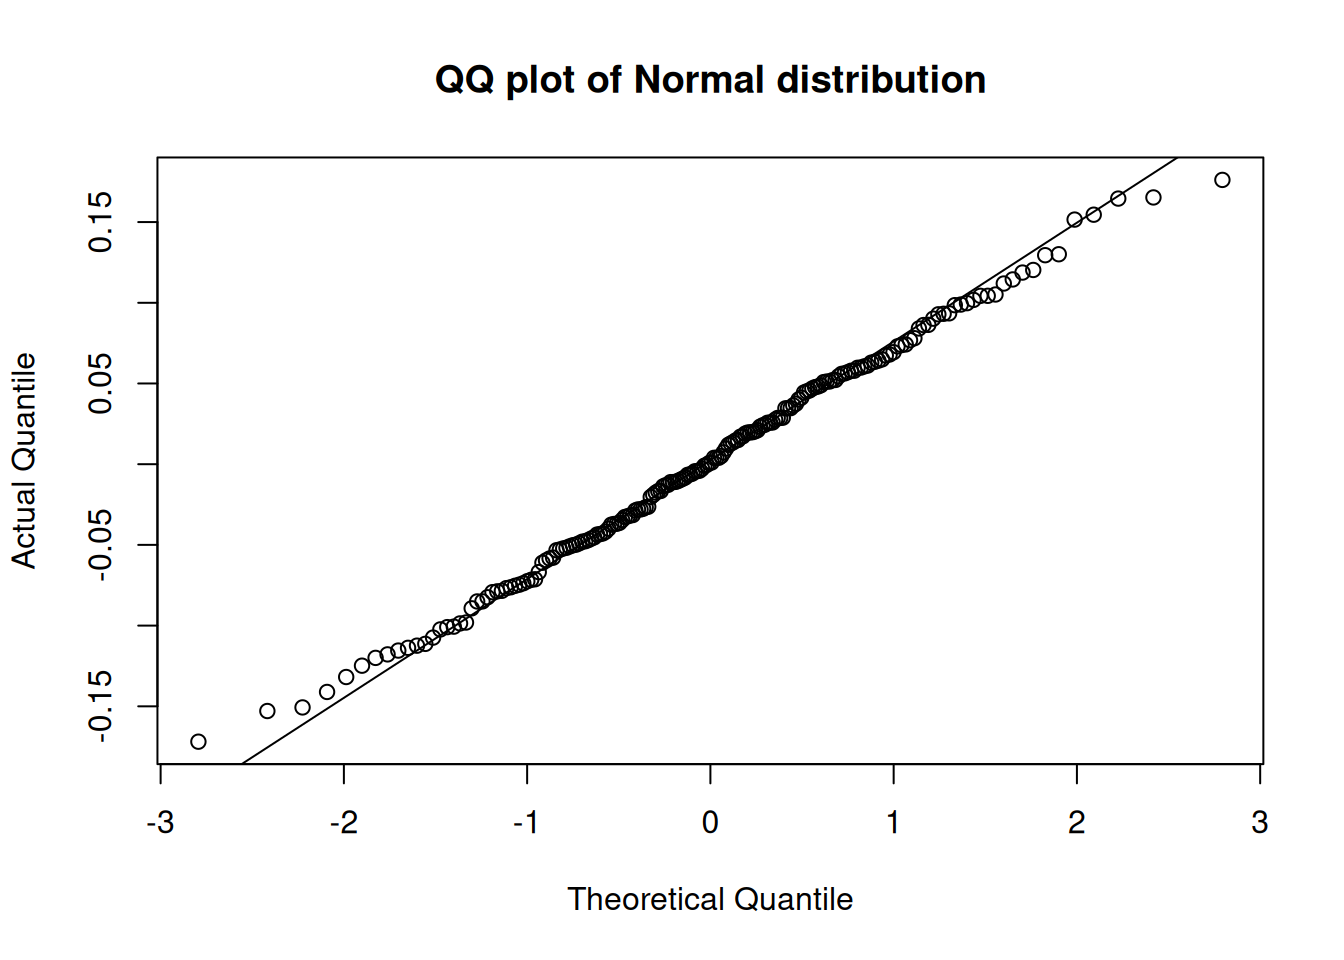 QQ plot of Normal distribution
Actual Quantile
0.15
0.05
-0.05
-0.15
-3 -2 -1 0 1 2 3
Theoretical Quantile